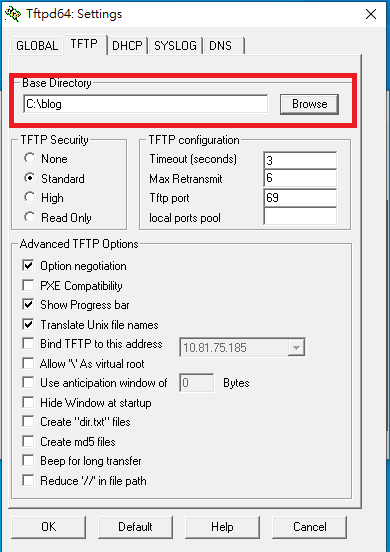 Tftpd64: Settings
GLOBAL TFTP DHCP SYSLOG DNS
Base Directory
C:\blog Browse
TFTP Security
None
Standard
High
Read Only
TFTP configuration
Timeout (seconds) 3
Max Retransmit 6
Tftp port 69
local ports pool
Advanced TFTP Options
Option negotiation
PXE Compatibility
Show Progress bar
Translate Unix file names
Bind TFTP to this address 10.81.75.185
Allow '\' As virtual root
Use anticipation window of 0 Bytes
Hide Window at startup
Create "dir.txt" files
Create md5 files
Beep for long transfer
Reduce '//' in file path
OK Default Help Cancel